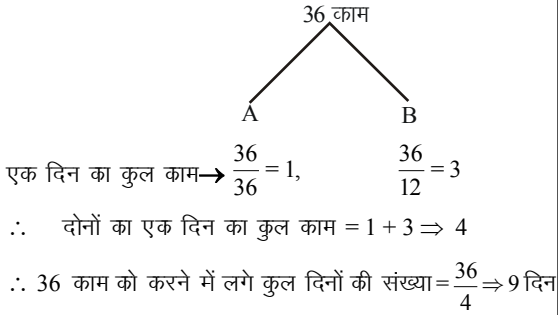 36 काम
A B
एक दिन का कुल काम→ 36/36 = 1, 36/12 = 3
∴ दोनों का एक दिन का कुल काम = 1 + 3 ⇒ 4
∴ 36 काम को करने में लगे कुल दिनों की संख्या = 36/4 ⇒ 9 दिन